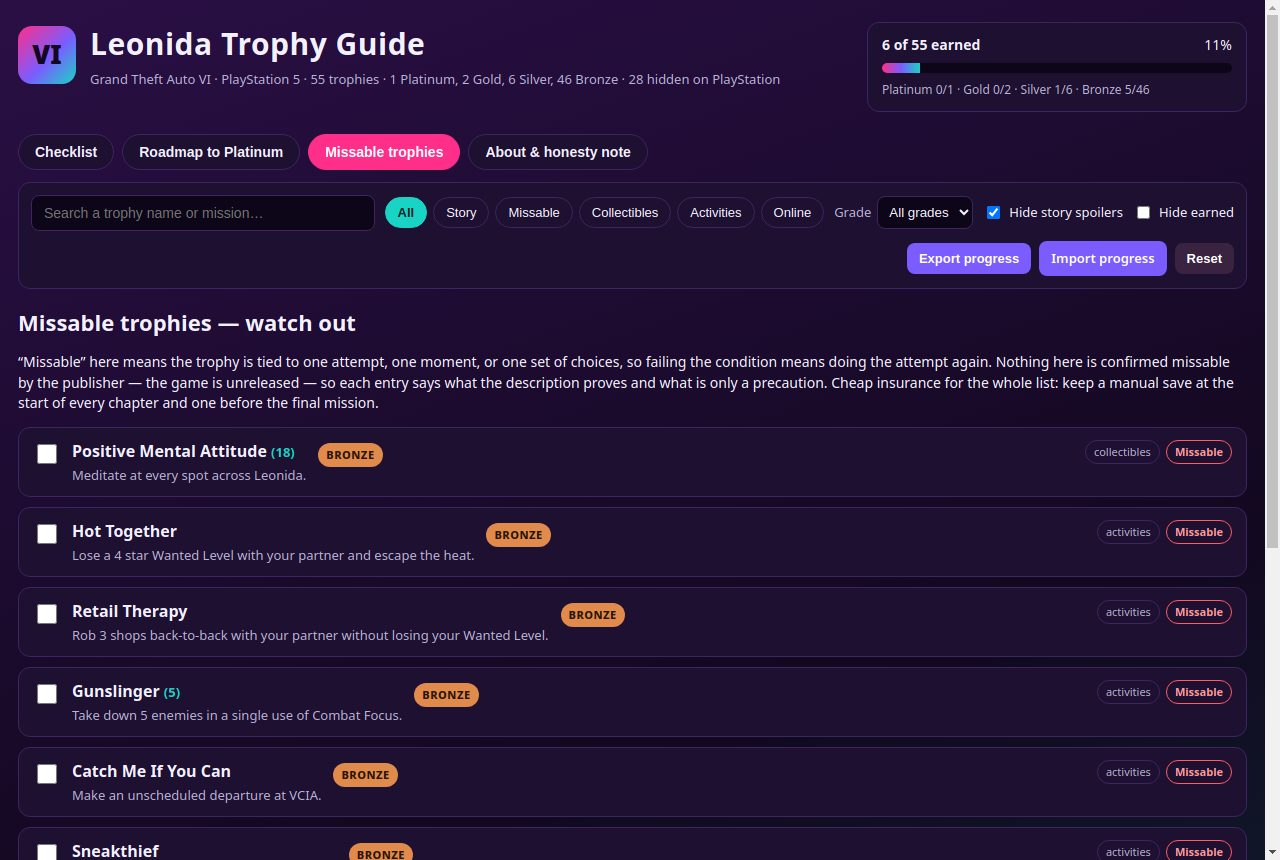 VI
Leonida Trophy Guide
Grand Theft Auto VI · PlayStation 5 · 55 trophies · 1 Platinum, 2 Gold, 6 Silver, 46 Bronze · 28 hidden on PlayStation
6 of 55 earned 11%
Platinum 0/1 · Gold 0/2 · Silver 1/6 · Bronze 5/46
Checklist Roadmap to Platinum Missable trophies About & honesty note
Search a trophy name or mission… All Story Missable Collectibles Activities Online Grade All grades Hide story spoilers Hide earned
Export progress Import progress Reset
Missable trophies — watch out
“Missable” here means the trophy is tied to one attempt, one moment, or one set of choices, so failing the condition means doing the attempt again. Nothing here is confirmed missable
by the publisher — the game is unreleased — so each entry says what the description proves and what is only a precaution. Cheap insurance for the whole list: keep a manual save at the
start of every chapter and one before the final mission.
Positive Mental Attitude (18) BRONZE collectibles Missable
Meditate at every spot across Leonida.
Hot Together BRONZE activities Missable
Lose a 4 star Wanted Level with your partner and escape the heat.
Retail Therapy BRONZE activities Missable
Rob 3 shops back-to-back with your partner without losing your Wanted Level.
Gunslinger (5) BRONZE activities Missable
Take down 5 enemies in a single use of Combat Focus.
Catch Me If You Can BRONZE activities Missable
Make an unscheduled departure at VCIA.
Sneakthief BRONZE activities Missable